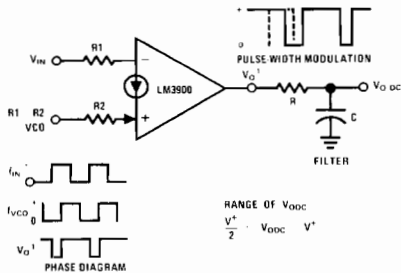 +
0
PULSE-WIDTH MODULATION
VIN
R1
−
LM3900
VO'
R
VO DC
R1 R2
VCO
R2
+
C
FILTER
fIN
+
fVCO
0
VO'
PHASE DIAGRAM
RANGE OF VODC
V+
2
VODC V+